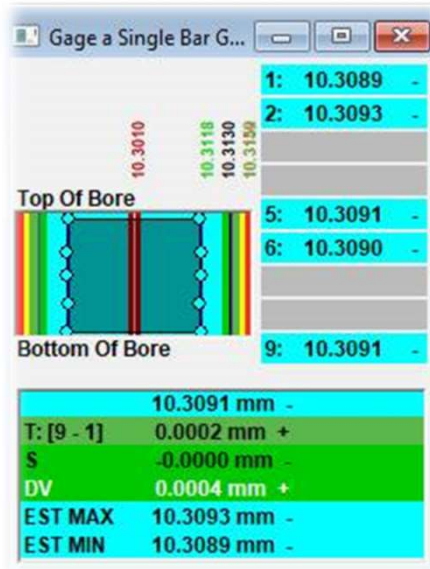 Gage a Single Bar G...
1: 10.3089 -
2: 10.3093 -
10.3010
10.3118
10.3130
10.3159
Top Of Bore
5: 10.3091 -
6: 10.3090 -
Bottom Of Bore
9: 10.3091 -
10.3091 mm -
T: [9 - 1] 0.0002 mm +
S -0.0000 mm -
DV 0.0004 mm +
EST MAX 10.3093 mm -
EST MIN 10.3089 mm -